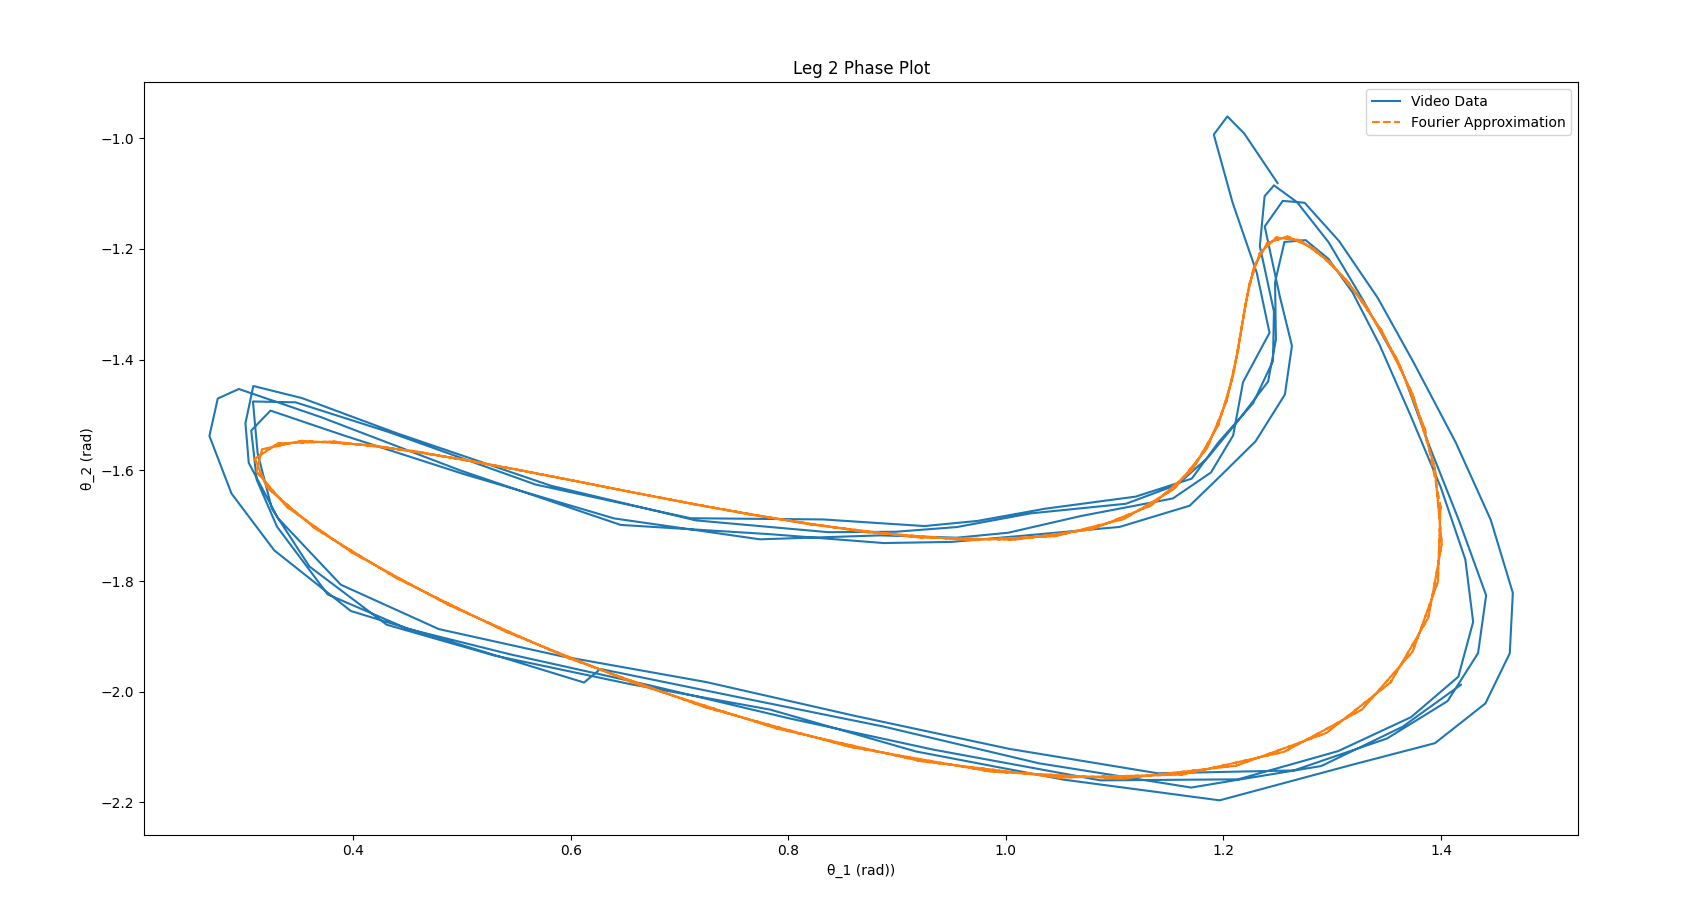 Leg 2 Phase Plot
Video Data
Fourier Approximation
−1.0
−1.2
−1.4
−1.6
−1.8
−2.0
−2.2
θ_2 (rad)
0.4 0.6 0.8 1.0 1.2 1.4
θ_1 (rad))